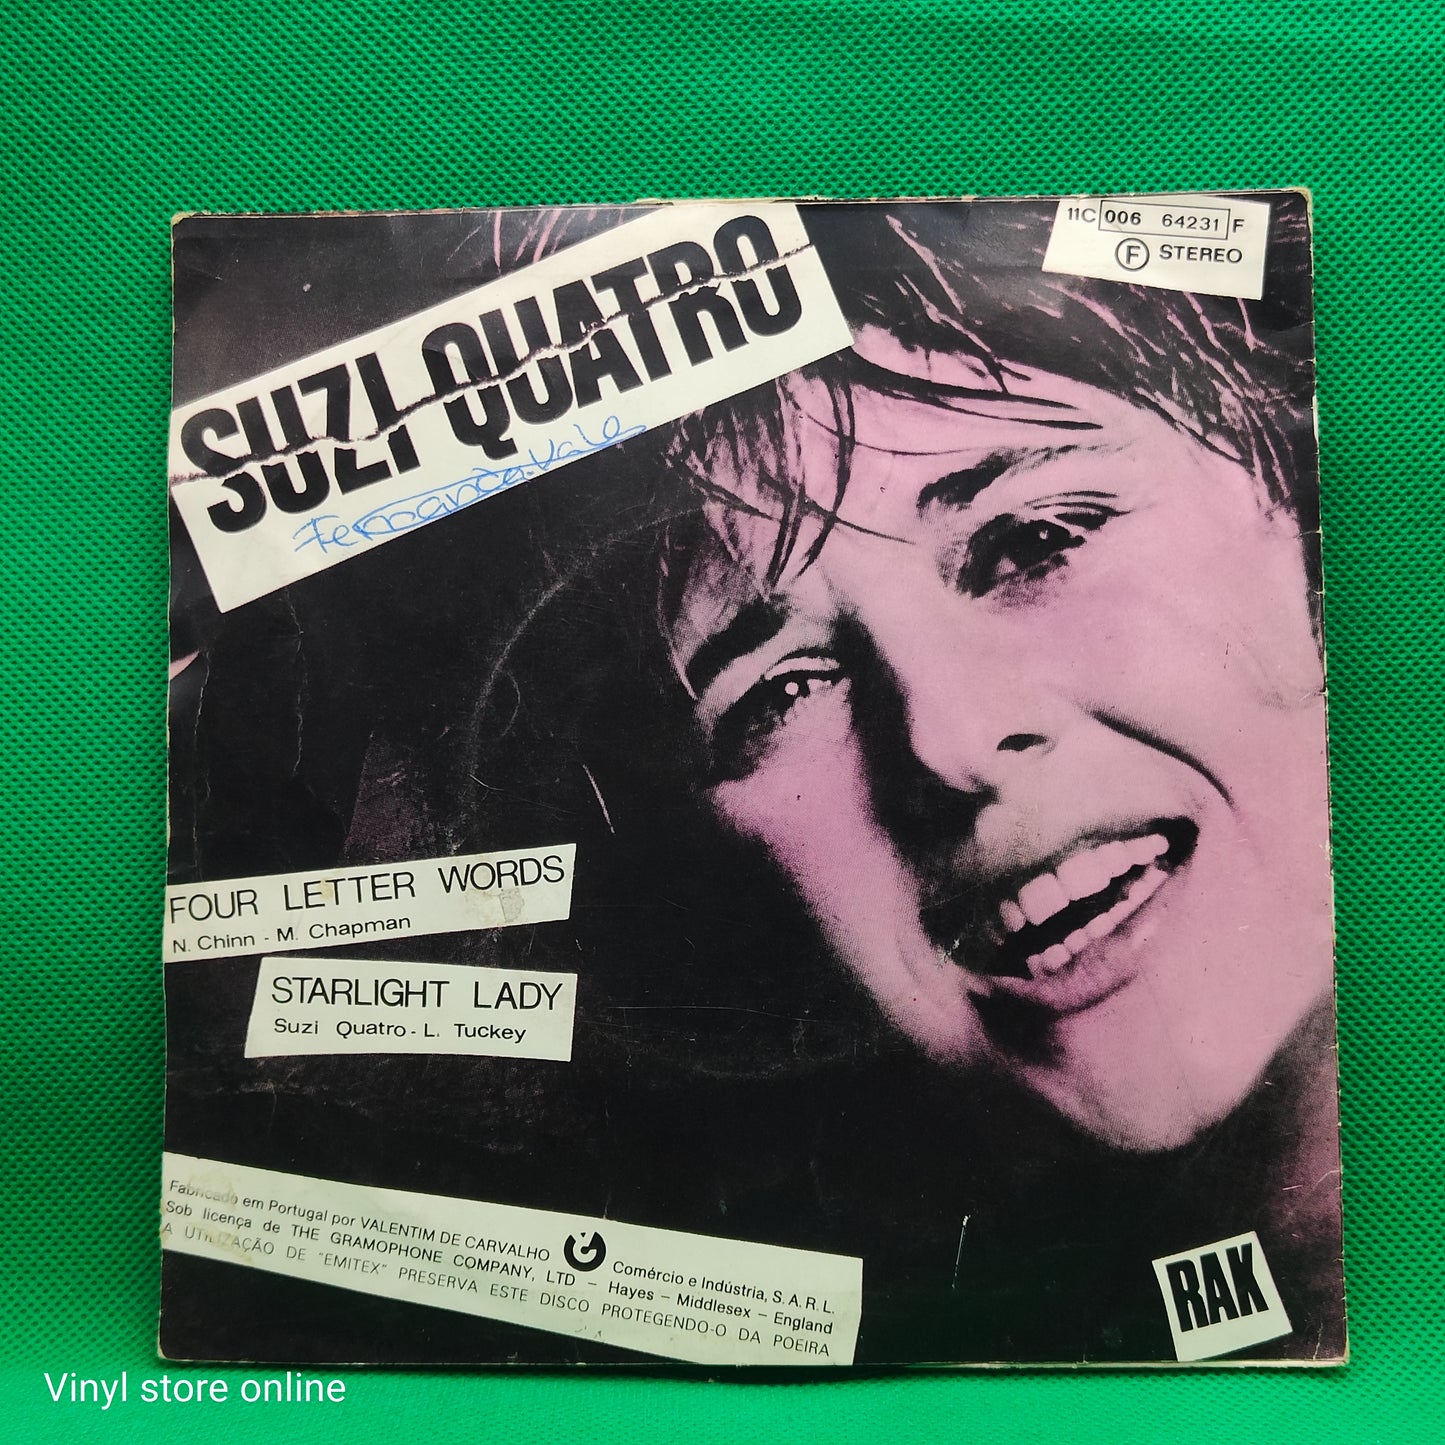 SUZI QUATRO
11C 006 64231 F
F STEREO
FOUR LETTER WORDS
N. Chinn - M. Chapman
STARLIGHT LADY
Suzi Quatro - L. Tuckey
Fabricado em Portugal por VALENTIM DE CARVALHO Comércio e Indústria, S.A.R.L.
Sob licença de THE GRAMOPHONE COMPANY, LTD – Hayes – Middlesex – England
A UTILIZAÇÃO DE "EMITEX" PRESERVA ESTE DISCO PROTEGENDO-O DA POEIRA
RAK
Vinyl store online